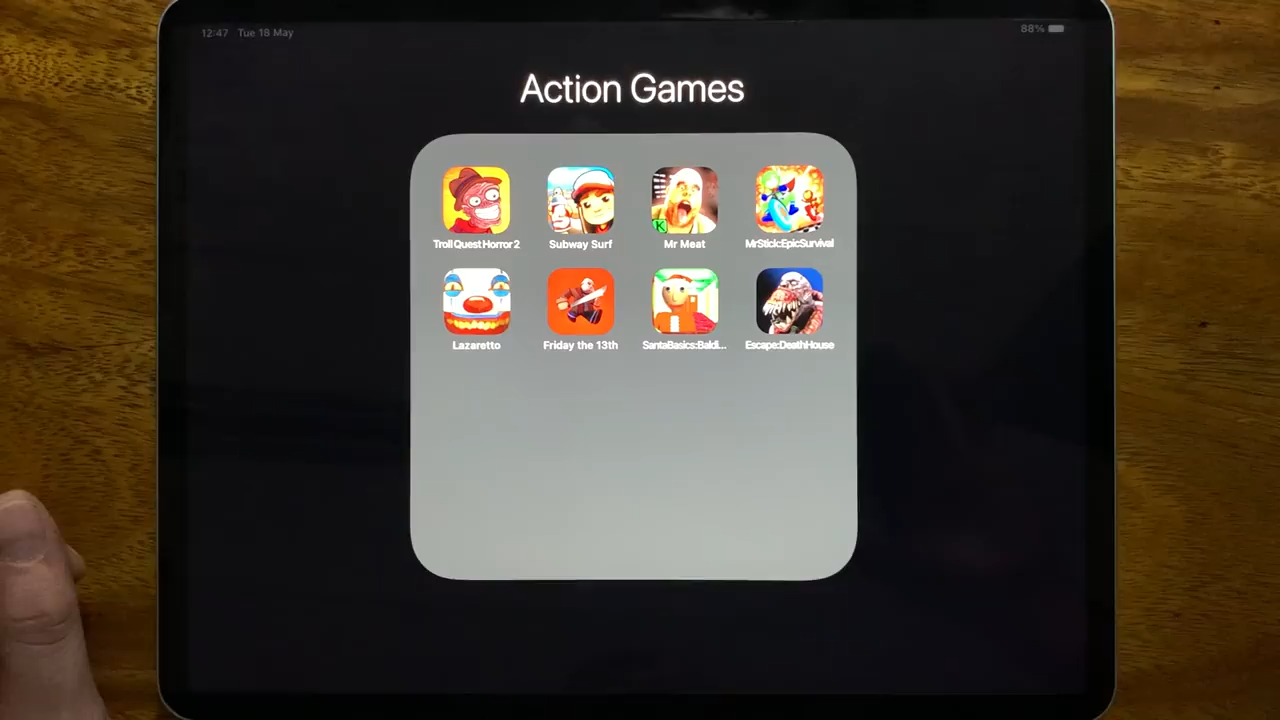 12:47 Tue 18 May
88%
Action Games
Troll Quest Horror 2
Subway Surf
Mr Meat
MrStick:EpicSurvival
K
Lazaretto
Friday the 13th
SantaBasics:Baldi...
Escape:DeathHouse